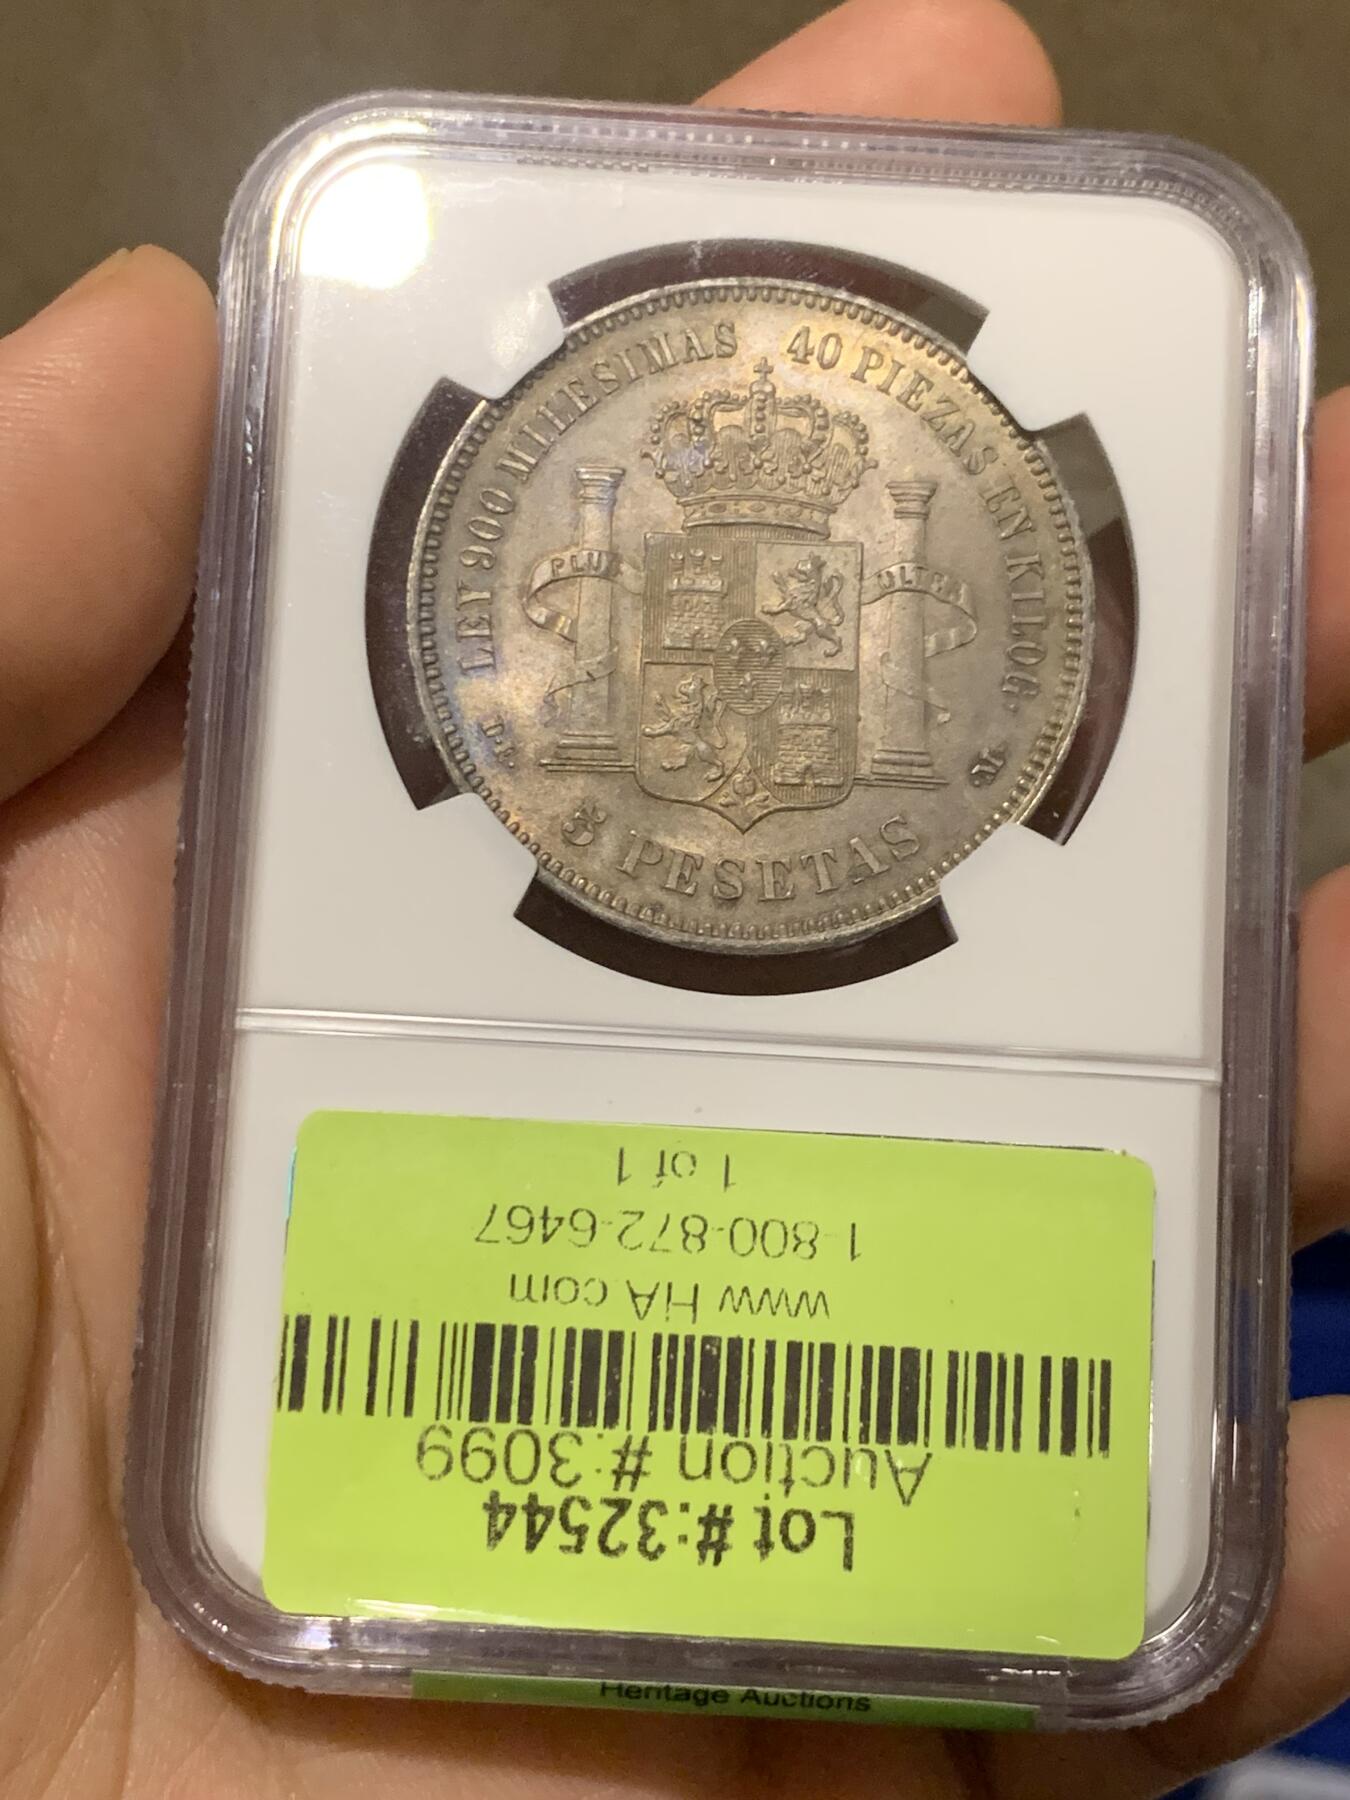 LEY 900 MILESIMAS 40 PIEZAS EN KILOG.
PLUS ULTRA
5 PESETAS
Lot #:32544
Auction #:3099
www HA com
1-800-872-6467
1 of 1
Heritage Auctions